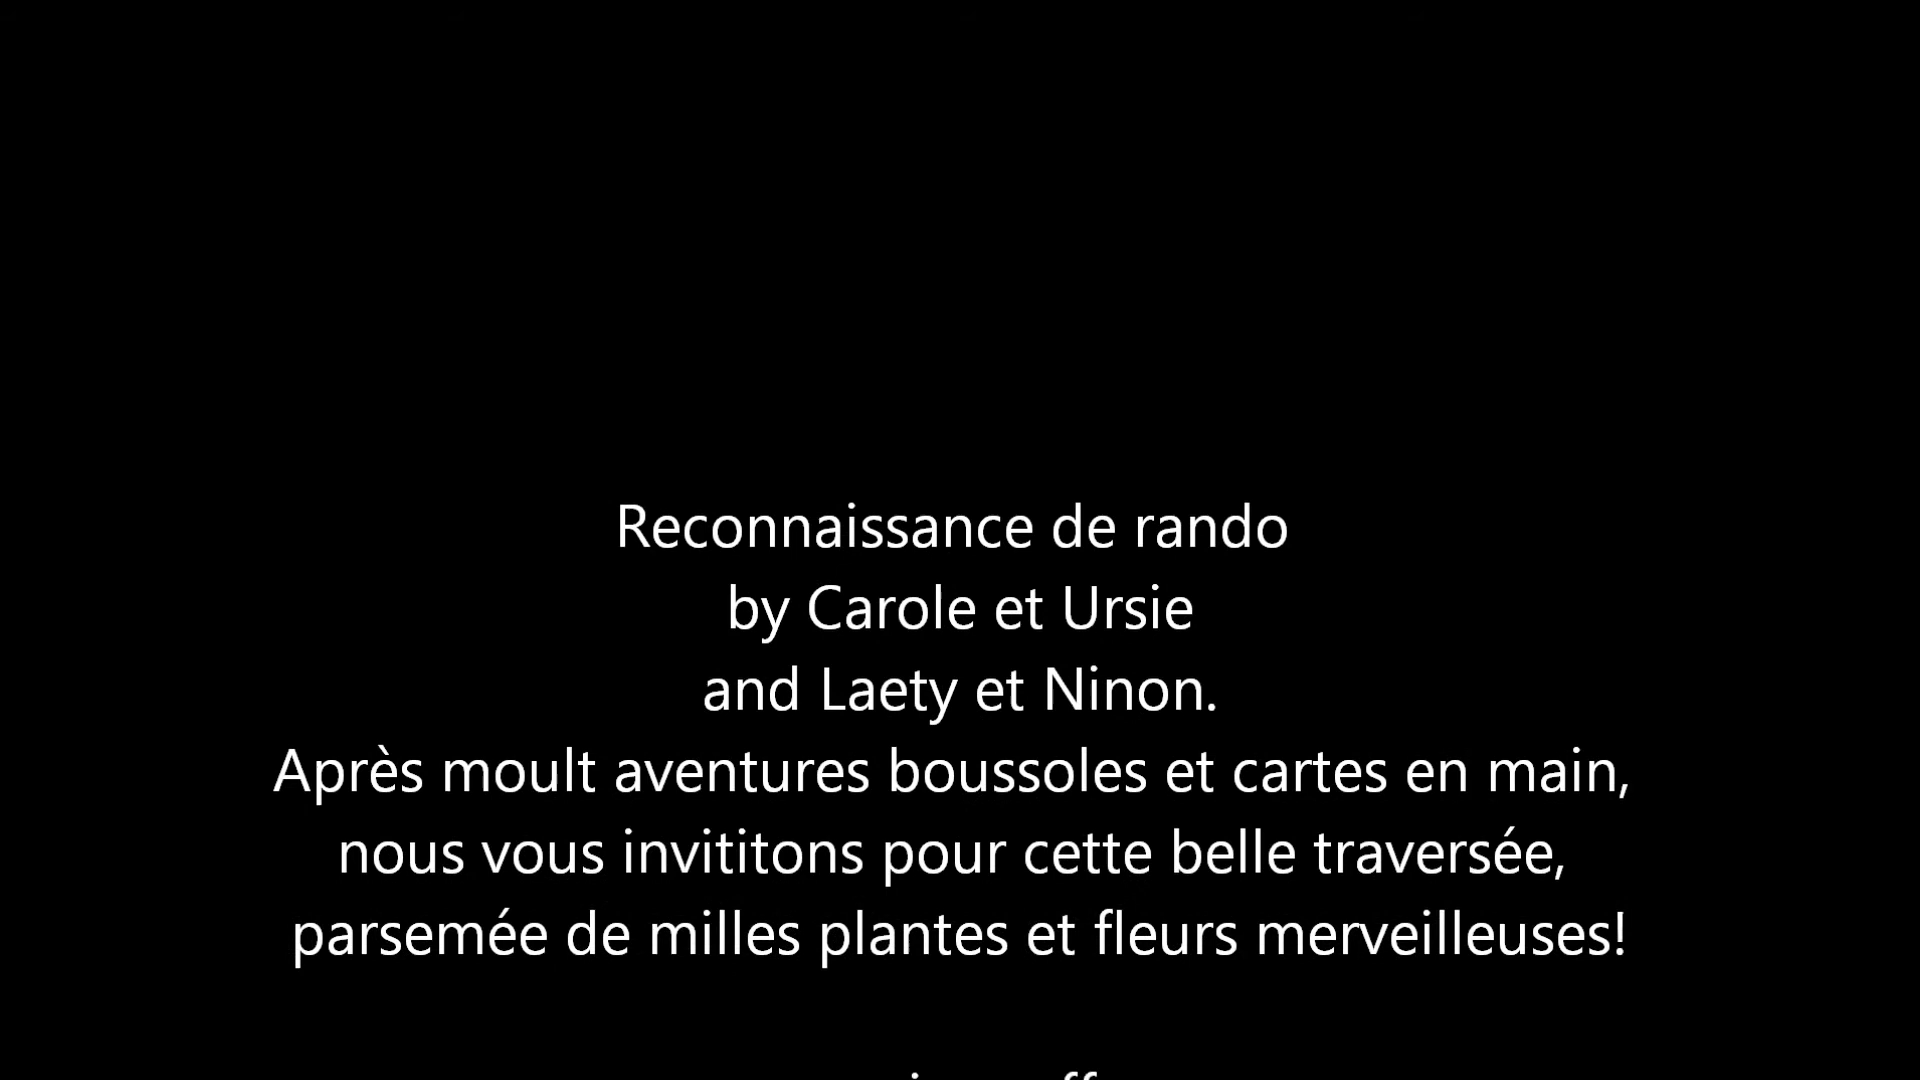 Reconnaissance de rando
by Carole et Ursie
and Laety et Ninon.
Après moult aventures boussoles et cartes en main,
nous vous invititons pour cette belle traversée,
parsemée de milles plantes et fleurs merveilleuses!